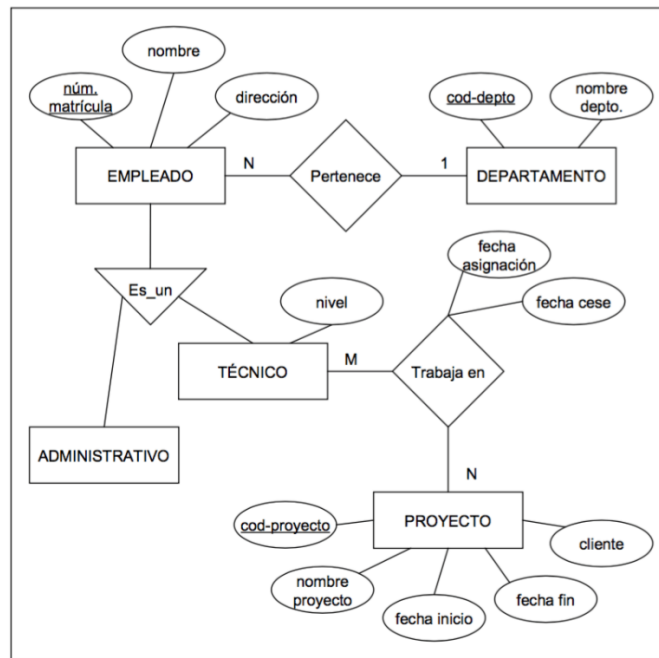 nombre
núm.
matrícula
dirección
cod-depto
nombre
depto.
EMPLEADO
N
Pertenece
1
DEPARTAMENTO
fecha
asignación
Es_un
nivel
fecha cese
TÉCNICO
M
Trabaja en
ADMINISTRATIVO
N
cod-proyecto
PROYECTO
cliente
nombre
proyecto
fecha inicio
fecha fin